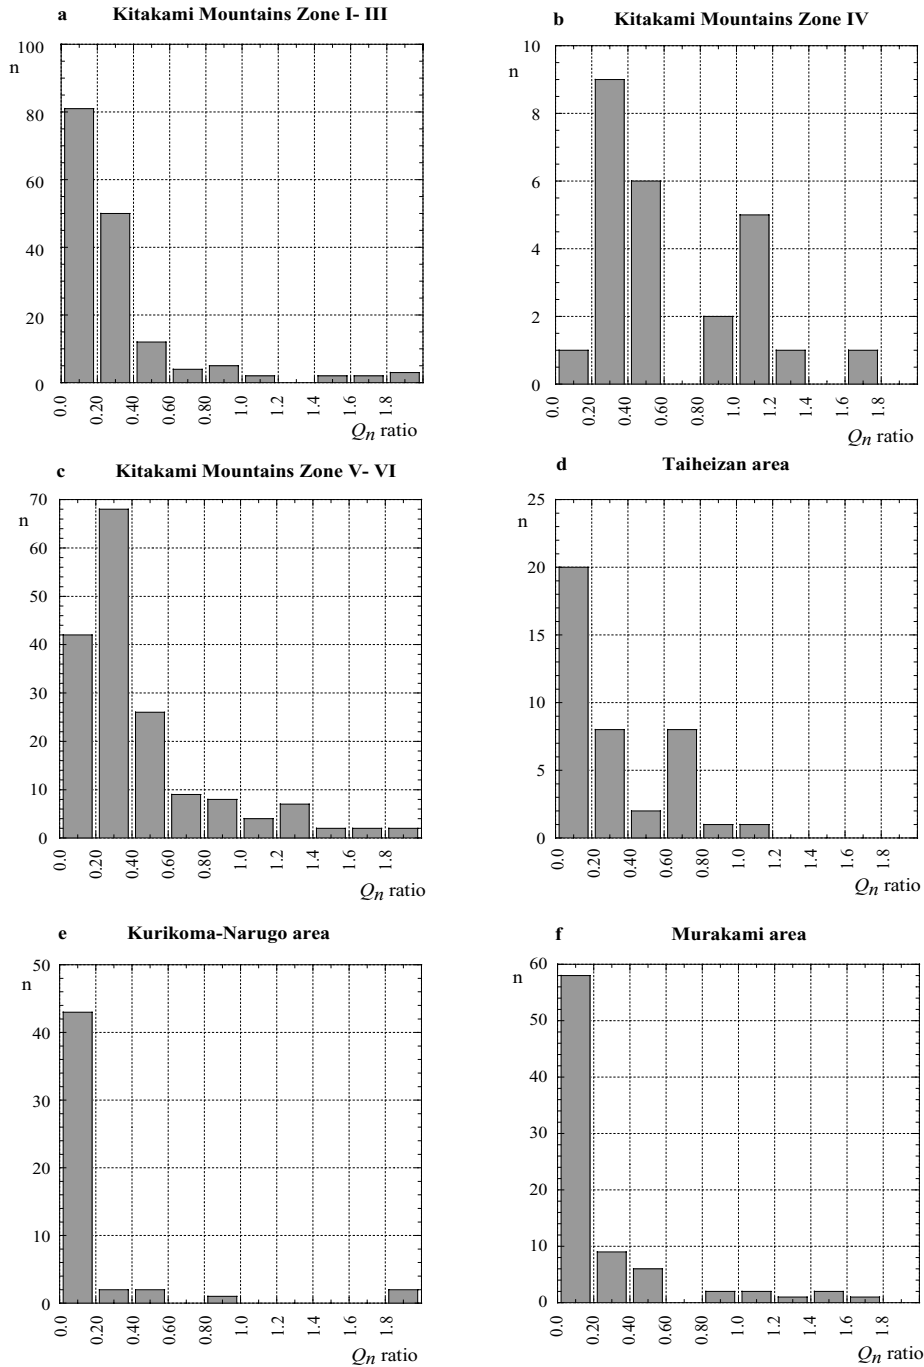 a Kitakami Mountains Zone I- III
n
100
80
60
40
20
0
0.0 0.20 0.40 0.60 0.80 1.0 1.2 1.4 1.6 1.8
Qn ratio
b Kitakami Mountains Zone IV
n
10
8
6
4
2
0
0.0 0.20 0.40 0.60 0.80 1.0 1.2 1.4 1.6 1.8
Qn ratio
c Kitakami Mountains Zone V- VI
n
70
60
50
40
30
20
10
0
0.0 0.20 0.40 0.60 0.80 1.0 1.2 1.4 1.6 1.8
Qn ratio
d Taiheizan area
n
25
20
15
10
5
0
0.0 0.20 0.40 0.60 0.80 1.0 1.2 1.4 1.6 1.8
Qn ratio
e Kurikoma-Narugo area
n
50
40
30
20
10
0
0.0 0.20 0.40 0.60 0.80 1.0 1.2 1.4 1.6 1.8
Qn ratio
f Murakami area
n
60
50
40
30
20
10
0
0.0 0.20 0.40 0.60 0.80 1.0 1.2 1.4 1.6 1.8
Qn ratio